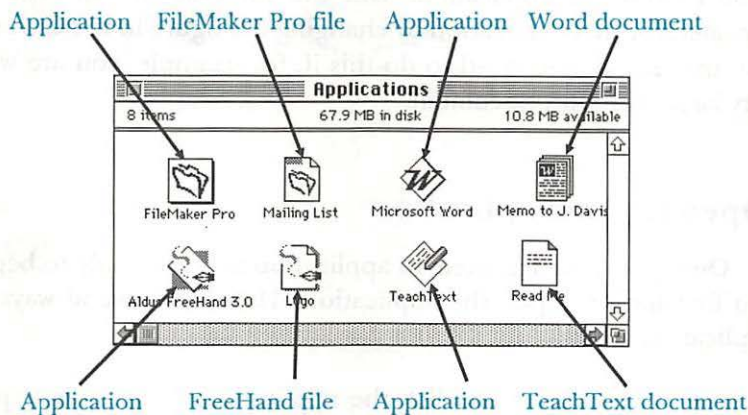 Application FileMaker Pro file Application Word document
Applications
8 items 67.9 MB in disk 10.8 MB available
FileMaker Pro Mailing List Microsoft Word Memo to J. Davis
Aldus FreeHand 3.0 Logo TeachText Read Me
Application FreeHand file Application TeachText document